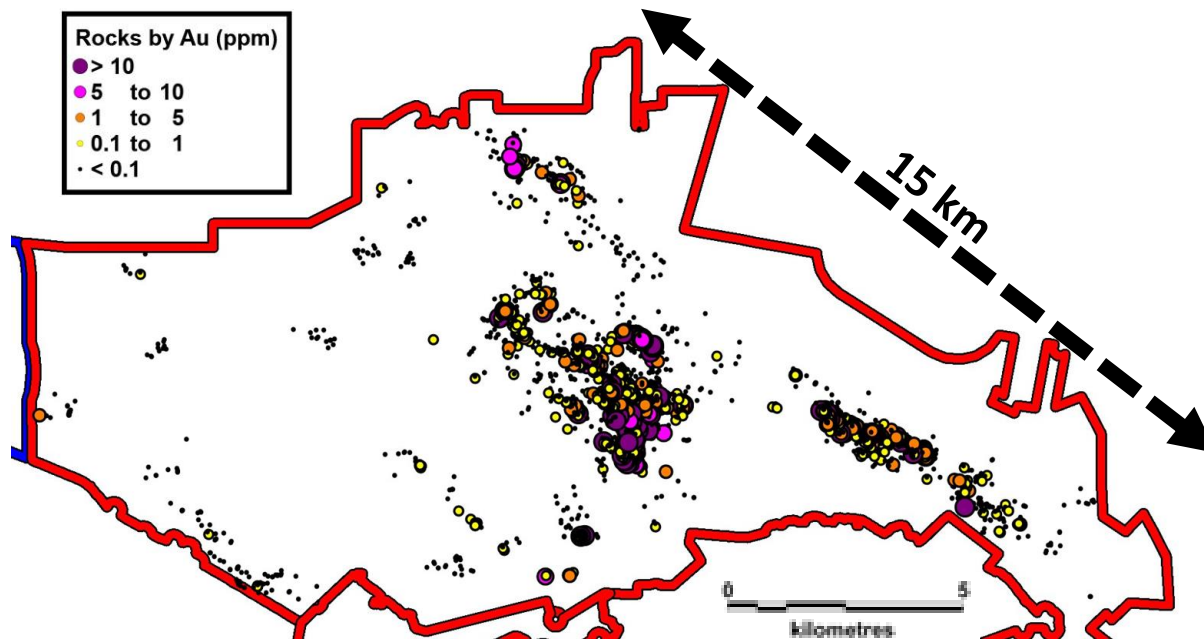 Rocks by Au (ppm)
> 10
5 to 10
1 to 5
0.1 to 1
< 0.1
15 km
0 5
kilometres